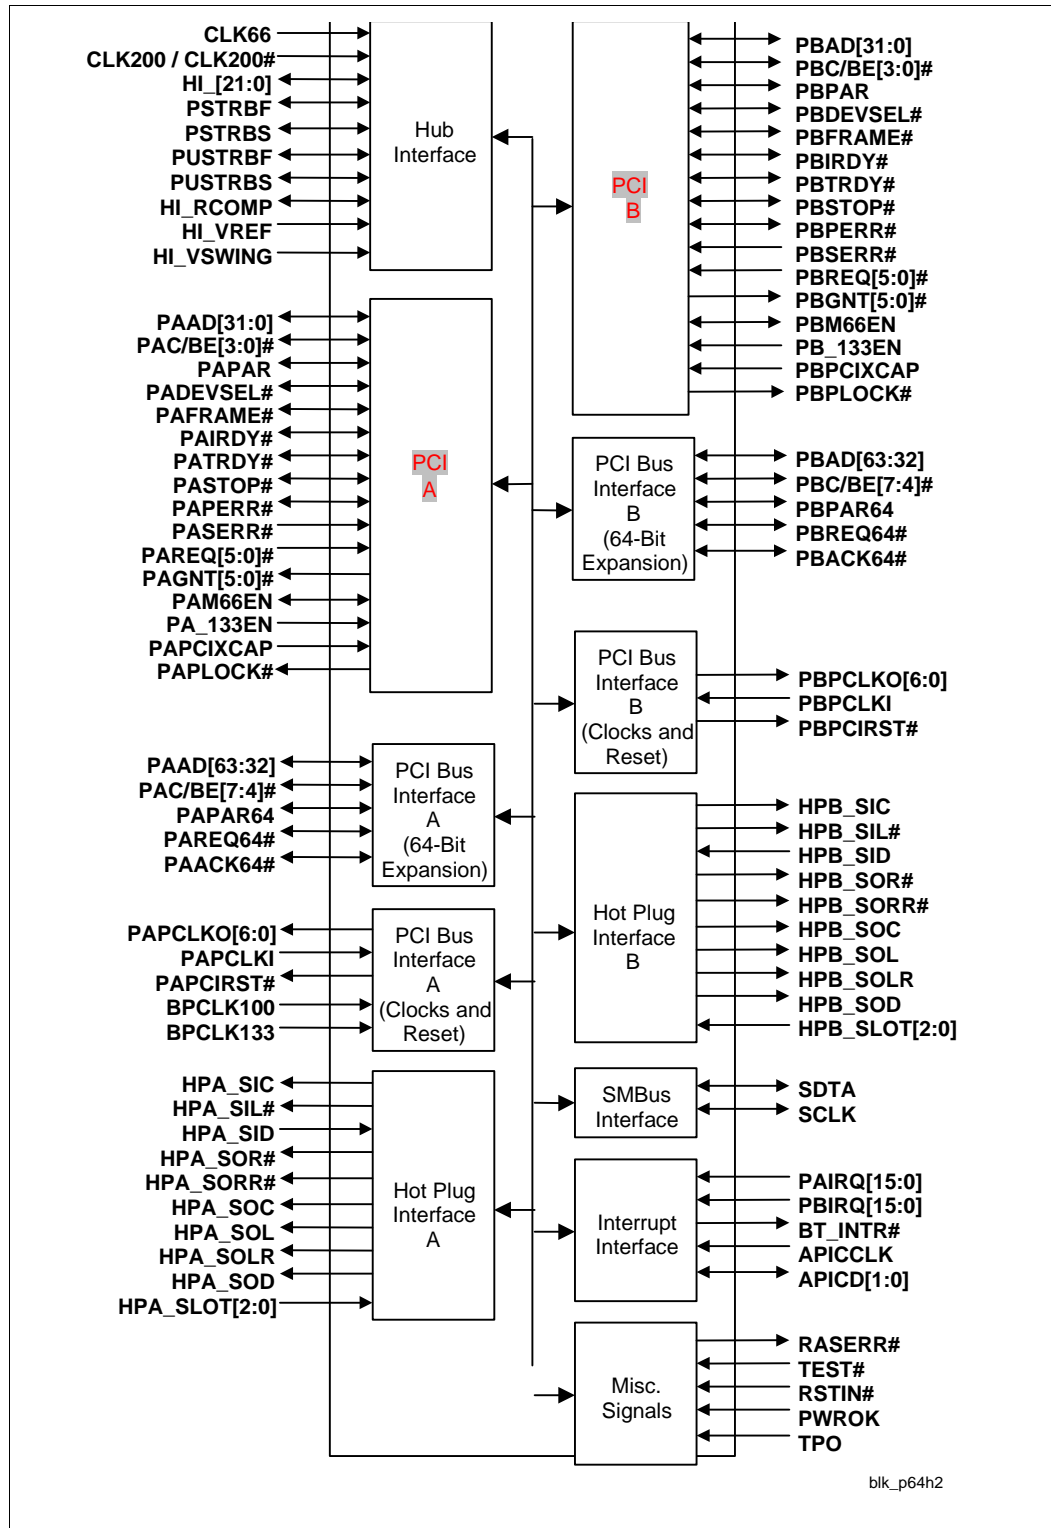 CLK66
CLK200 / CLK200#
HI_[21:0]
PSTRBF
PSTRBS
PUSTRBF
PUSTRBS
HI_RCOMP
HI_VREF
HI_VSWING
Hub
Interface
PCI
B
PBAD[31:0]
PBC/BE[3:0]#
PBPAR
PBDEVSEL#
PBFRAME#
PBIRDY#
PBTRDY#
PBSTOP#
PBPERR#
PBSERR#
PBREQ[5:0]#
PBGNT[5:0]#
PBM66EN
PB_133EN
PBPCIXCAP
PBPLOCK#
PAAD[31:0]
PAC/BE[3:0]#
PAPAR
PADEVSEL#
PAFRAME#
PAIRDY#
PATRDY#
PASTOP#
PAPERR#
PASERR#
PAREQ[5:0]#
PAGNT[5:0]#
PAM66EN
PA_133EN
PAPCIXCAP
PAPLOCK#
PCI
A
PCI Bus
Interface
B
(64-Bit
Expansion)
PBAD[63:32]
PBC/BE[7:4]#
PBPAR64
PBREQ64#
PBACK64#
PCI Bus
Interface
B
(Clocks and
Reset)
PBPCLKO[6:0]
PBPCLKI
PBPCIRST#
PAAD[63:32]
PAC/BE[7:4]#
PAPAR64
PAREQ64#
PAACK64#
PCI Bus
Interface
A
(64-Bit
Expansion)
PAPCLKO[6:0]
PAPCLKI
PAPCIRST#
BPCLK100
BPCLK133
PCI Bus
Interface
A
(Clocks and
Reset)
Hot Plug
Interface
B
HPB_SIC
HPB_SIL#
HPB_SID
HPB_SOR#
HPB_SORR#
HPB_SOC
HPB_SOL
HPB_SOLR
HPB_SOD
HPB_SLOT[2:0]
HPA_SIC
HPA_SIL#
HPA_SID
HPA_SOR#
HPA_SORR#
HPA_SOC
HPA_SOL
HPA_SOLR
HPA_SOD
HPA_SLOT[2:0]
Hot Plug
Interface
A
SMBus
Interface
SDTA
SCLK
Interrupt
Interface
PAIRQ[15:0]
PBIRQ[15:0]
BT_INTR#
APICCLK
APICD[1:0]
Misc.
Signals
RASERR#
TEST#
RSTIN#
PWROK
TPO
blk_p64h2